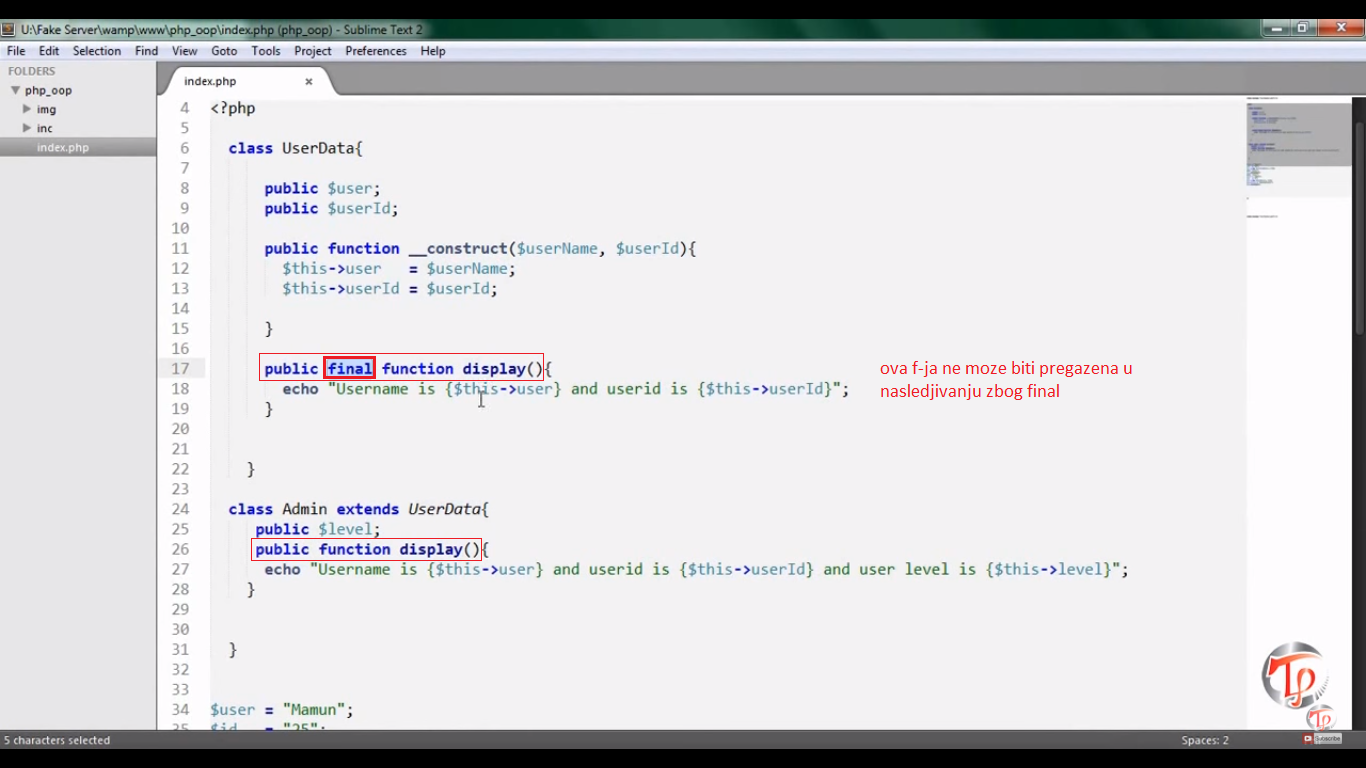 U:\Fake Server\wamp\www\php_oop\index.php (php_oop) - Sublime Text 2
File Edit Selection Find View Goto Tools Project Preferences Help
FOLDERS
php_oop
img
inc
index.php
index.php
4 <?php
5
6 class UserData{
7
8 public $user;
9 public $userId;
10
11 public function __construct($userName, $userId){
12 $this->user = $userName;
13 $this->userId = $userId;
14
15 }
16
17 public final function display(){
18 echo "Username is {$this->user} and userid is {$this->userId}";
19 }
20
21
22 }
23
24 class Admin extends UserData{
25 public $level;
26 public function display(){
27 echo "Username is {$this->user} and userid is {$this->userId} and user level is {$this->level}";
28 }
29
30
31 }
32
33
34 $user = "Mamun";
35 $id = "25";
ova f-ja ne moze biti pregazena u
nasledjivanju zbog final
Tp
Tp
Subscribe
5 characters selected
Spaces: 2